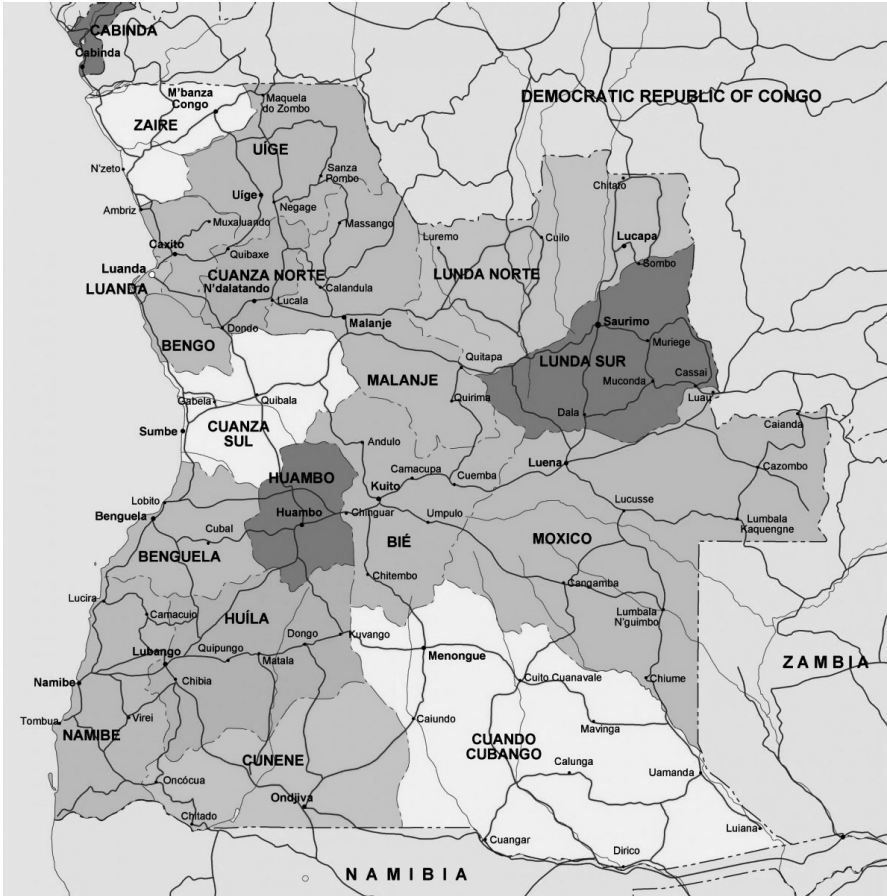 CABINDA
Cabinda
M'banza
Congo
Maquela
do Zombo
DEMOCRATIC REPUBLIC OF CONGO
ZAIRE
UÍGE
N'zeto
Sanza
Pombo
Chitato
Uíge
Negage
Ambriz
Muxaluando
Massango
Luremo
Cuilo
Lucapa
Caxito
Quibaxe
Sombo
Luanda
CUANZA NORTE
LUNDA NORTE
LUANDA
N'dalatando
Lucala
Calandula
Dondo
Malanje
Saurimo
BENGO
Muriege
Quitapa
LUNDA SUR
MALANJE
Muconda
Cassai
Luau
Gabela
Quibala
Quirima
Dala
Caianda
CUANZA
SUL
Sumbe
Andulo
Luena
Cazombo
HUAMBO
Camacupa
Cuemba
Kuito
Lobito
Lucusse
Benguela
Huambo
Chinguar
Umpulo
Lumbala
Kaquengne
Cubal
BIÉ
MOXICO
BENGUELA
Chitembo
Cangamba
Lucira
Camacuio
HUÍLA
Lumbala
N'guimbo
Dongo
Kuvango
Lubango
Quipungo
Matala
Menongue
ZAMBIA
Namibe
Chibia
Cuito Cuanavale
Chiume
Tombua
Virei
Caiundo
NAMIBE
Mavinga
CUANDO
CUBANGO
CUNENE
Calunga
Uamanda
Oncócua
Ondjiva
Chitado
Luiana
Cuangar
Dirico
NAMIBIA